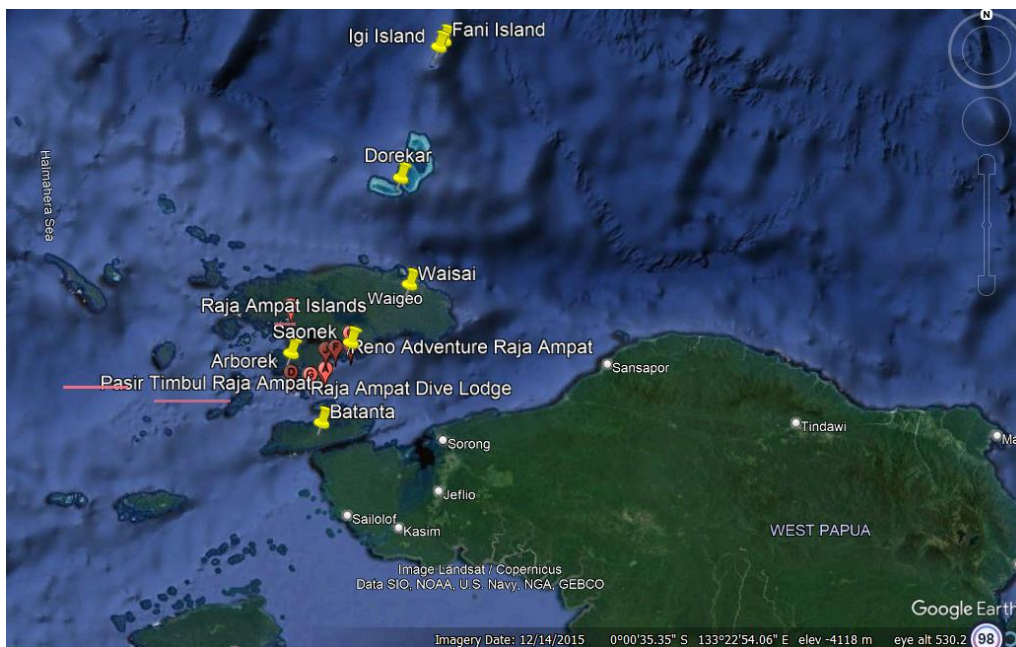 N
Fani Island
Igi Island
Dorekar
Halmahera Sea
Waisai
Waigeo
Raja Ampat Islands
Saonek
Reno Adventure Raja Ampat
Arborek
Sansapor
Pasir Timbul Raja Ampat
Raja Ampat Dive Lodge
Batanta
Tindawi
Ma
Sorong
Jeflio
Sailolof
Kasim
WEST PAPUA
Image Landsat / Copernicus
Data SIO, NOAA, U.S. Navy, NGA, GEBCO
Google Earth
Imagery Date: 12/14/2015 0°00'35.35" S 133°22'54.06" E elev -4118 m eye alt 530.2
98